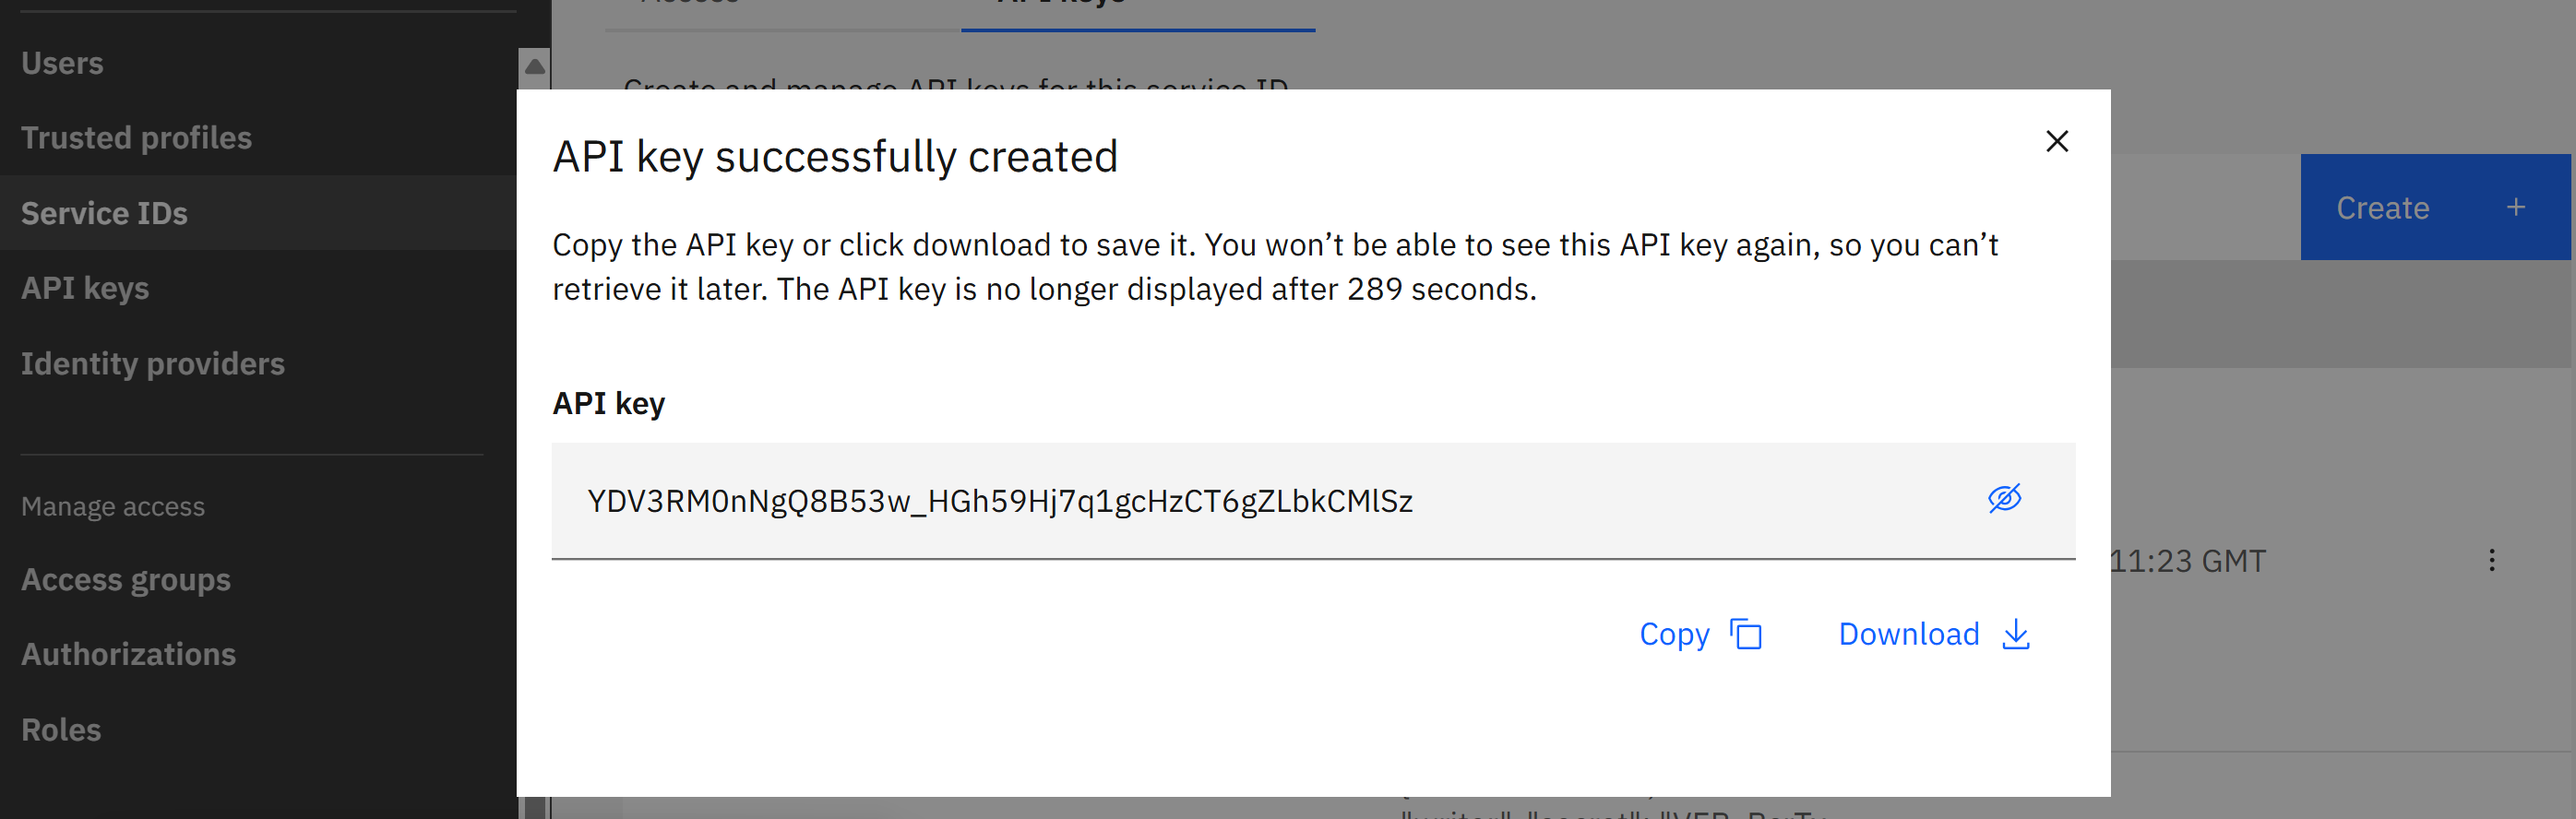 API keys
Create and manage API keys for this service ID
Users
Trusted profiles
Service IDs
API keys
Identity providers
Manage access
Access groups
Authorizations
Roles
API key successfully created
Copy the API key or click download to save it. You won’t be able to see this API key again, so you can’t
retrieve it later. The API key is no longer displayed after 289 seconds.
API key
YDV3RM0nNgQ8B53w_HGh59Hj7q1gcHzCT6gZLbkCMlSz
Copy
Download
Create +
11:23 GMT